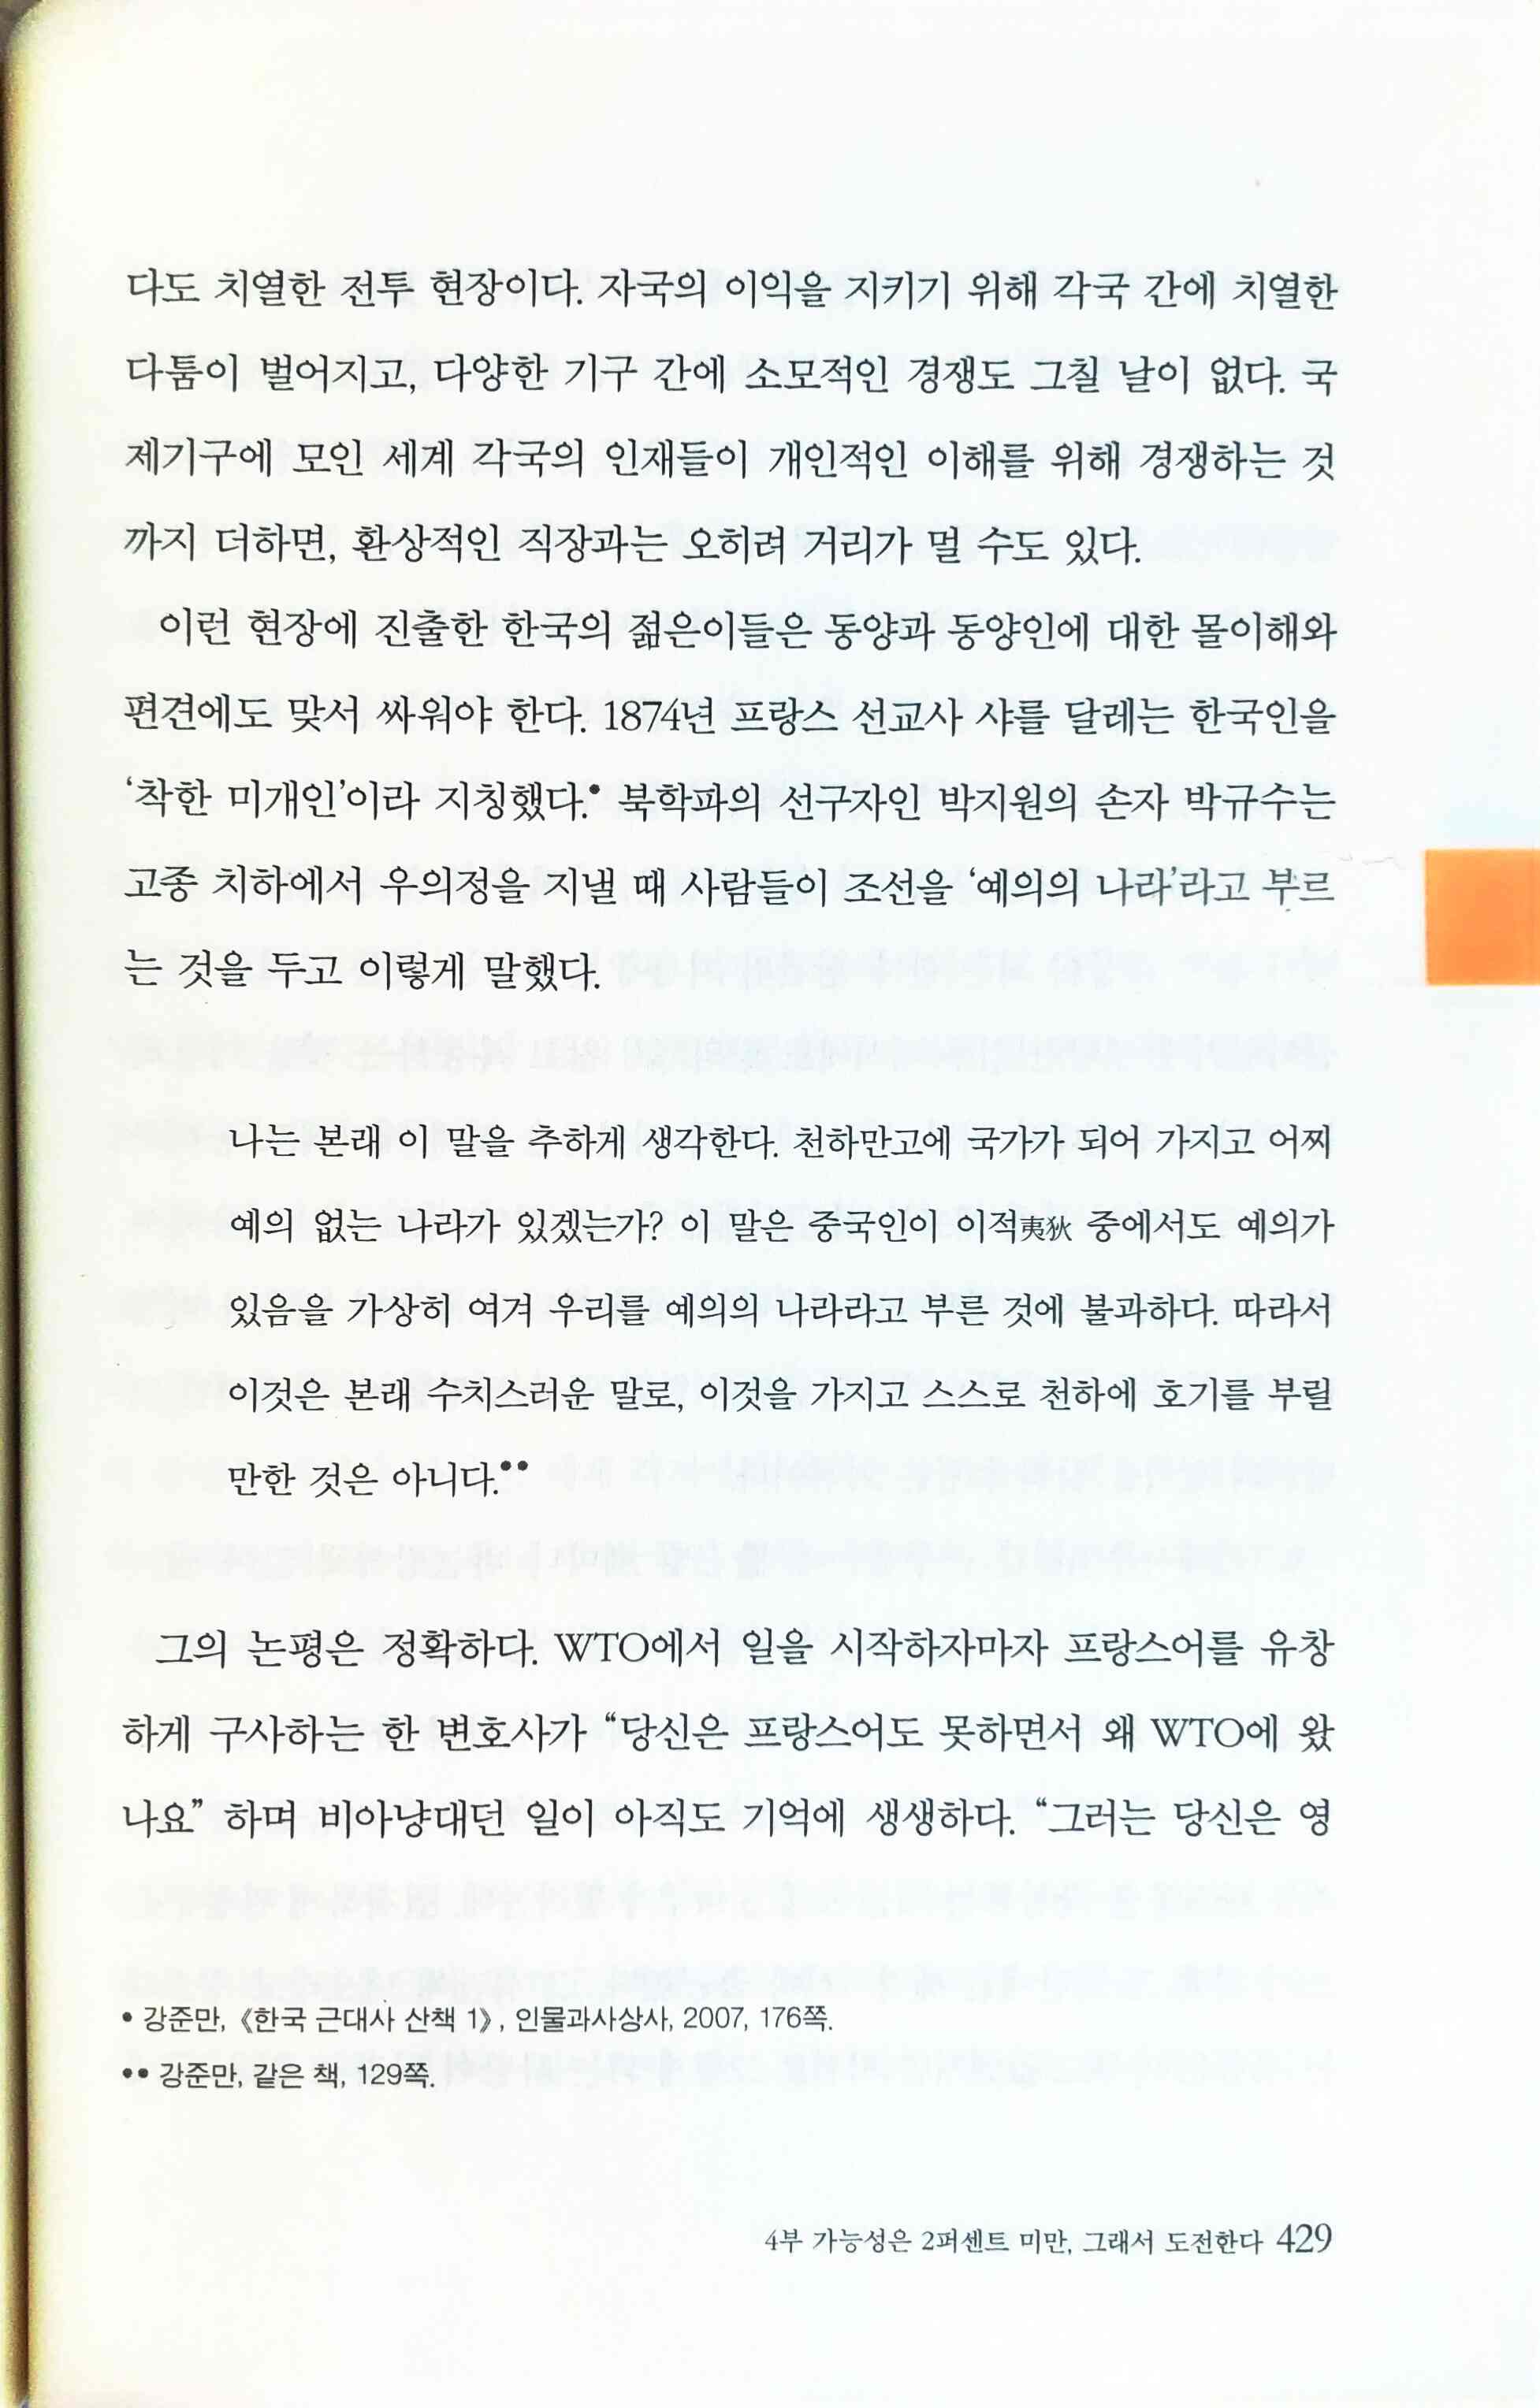 다도 치열한 전투 현장이다. 자국의 이익을 지키기 위해 각국 간에 치열한
다툼이 벌어지고, 다양한 기구 간에 소모적인 경쟁도 그칠 날이 없다. 국
제기구에 모인 세계 각국의 인재들이 개인적인 이해를 위해 경쟁하는 것
까지 더하면, 환상적인 직장과는 오히려 거리가 멀 수도 있다.
이런 현장에 진출한 한국의 젊은이들은 동양과 동양인에 대한 몰이해와
편견에도 맞서 싸워야 한다. 1874년 프랑스 선교사 샤를 달레는 한국인을
‘착한 미개인’이라 지칭했다.• 북학파의 선구자인 박지원의 손자 박규수는
고종 치하에서 우의정을 지낼 때 사람들이 조선을 ‘예의의 나라’라고 부르
는 것을 두고 이렇게 말했다.
나는 본래 이 말을 추하게 생각한다. 천하만고에 국가가 되어 가지고 어찌
예의 없는 나라가 있겠는가? 이 말은 중국인이 이적夷狄 중에서도 예의가
있음을 가상히 여겨 우리를 예의의 나라라고 부른 것에 불과하다. 따라서
이것은 본래 수치스러운 말로, 이것을 가지고 스스로 천하에 호기를 부릴
만한 것은 아니다.••
그의 논평은 정확하다. WTO에서 일을 시작하자마자 프랑스어를 유창
하게 구사하는 한 변호사가 “당신은 프랑스어도 못하면서 왜 WTO에 왔
나요” 하며 비아냥대던 일이 아직도 기억에 생생하다. “그러는 당신은 영
• 강준만, 《한국 근대사 산책 1》, 인물과사상사, 2007, 176쪽.
•• 강준만, 같은 책, 129쪽.
4부 가능성은 2퍼센트 미만, 그래서 도전한다 429